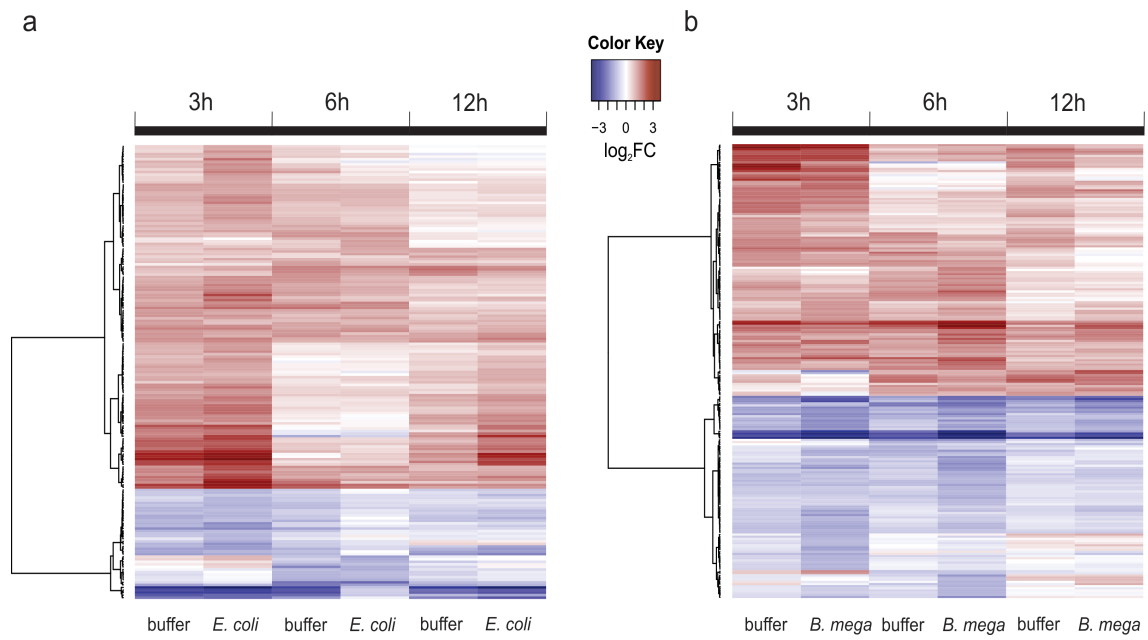 a
b
Color Key
−3 0 3
log₂FC
3h 6h 12h
3h 6h 12h
buffer E. coli buffer E. coli buffer E. coli
buffer B. mega buffer B. mega buffer B. mega